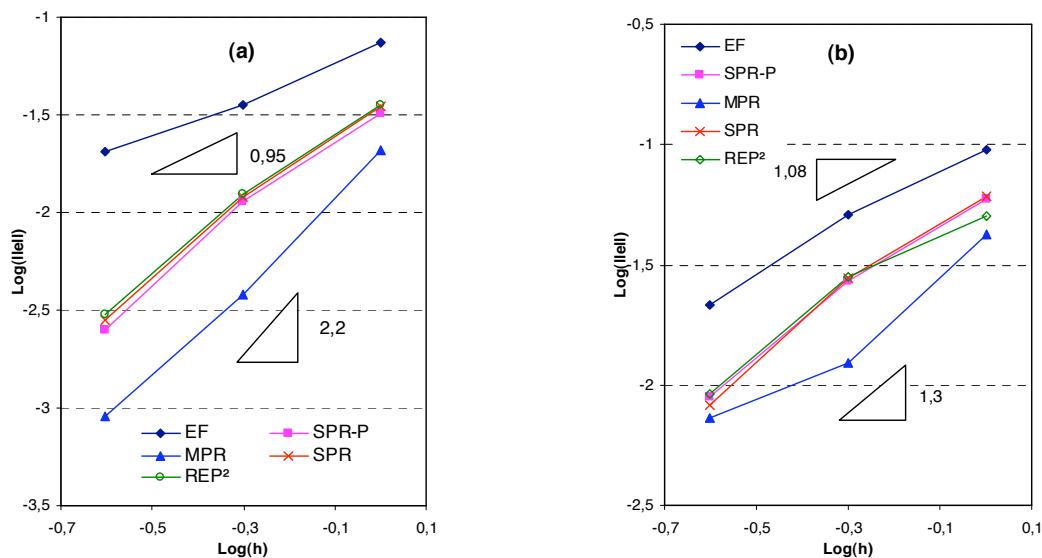 -1
-1,5
-2
-2,5
-3
-3,5
-0,7
-0,5
-0,3
-0,1
0,1
Log(h)
Log(IIeII)
(a)
0,95
2,2
EF
SPR-P
MPR
SPR
REP²
-0,5
-1
-1,5
-2
-2,5
-0,7
-0,5
-0,3
-0,1
0,1
Log(h)
Log(IIeII)
(b)
EF
SPR-P
MPR
SPR
REP²
1,08
1,3